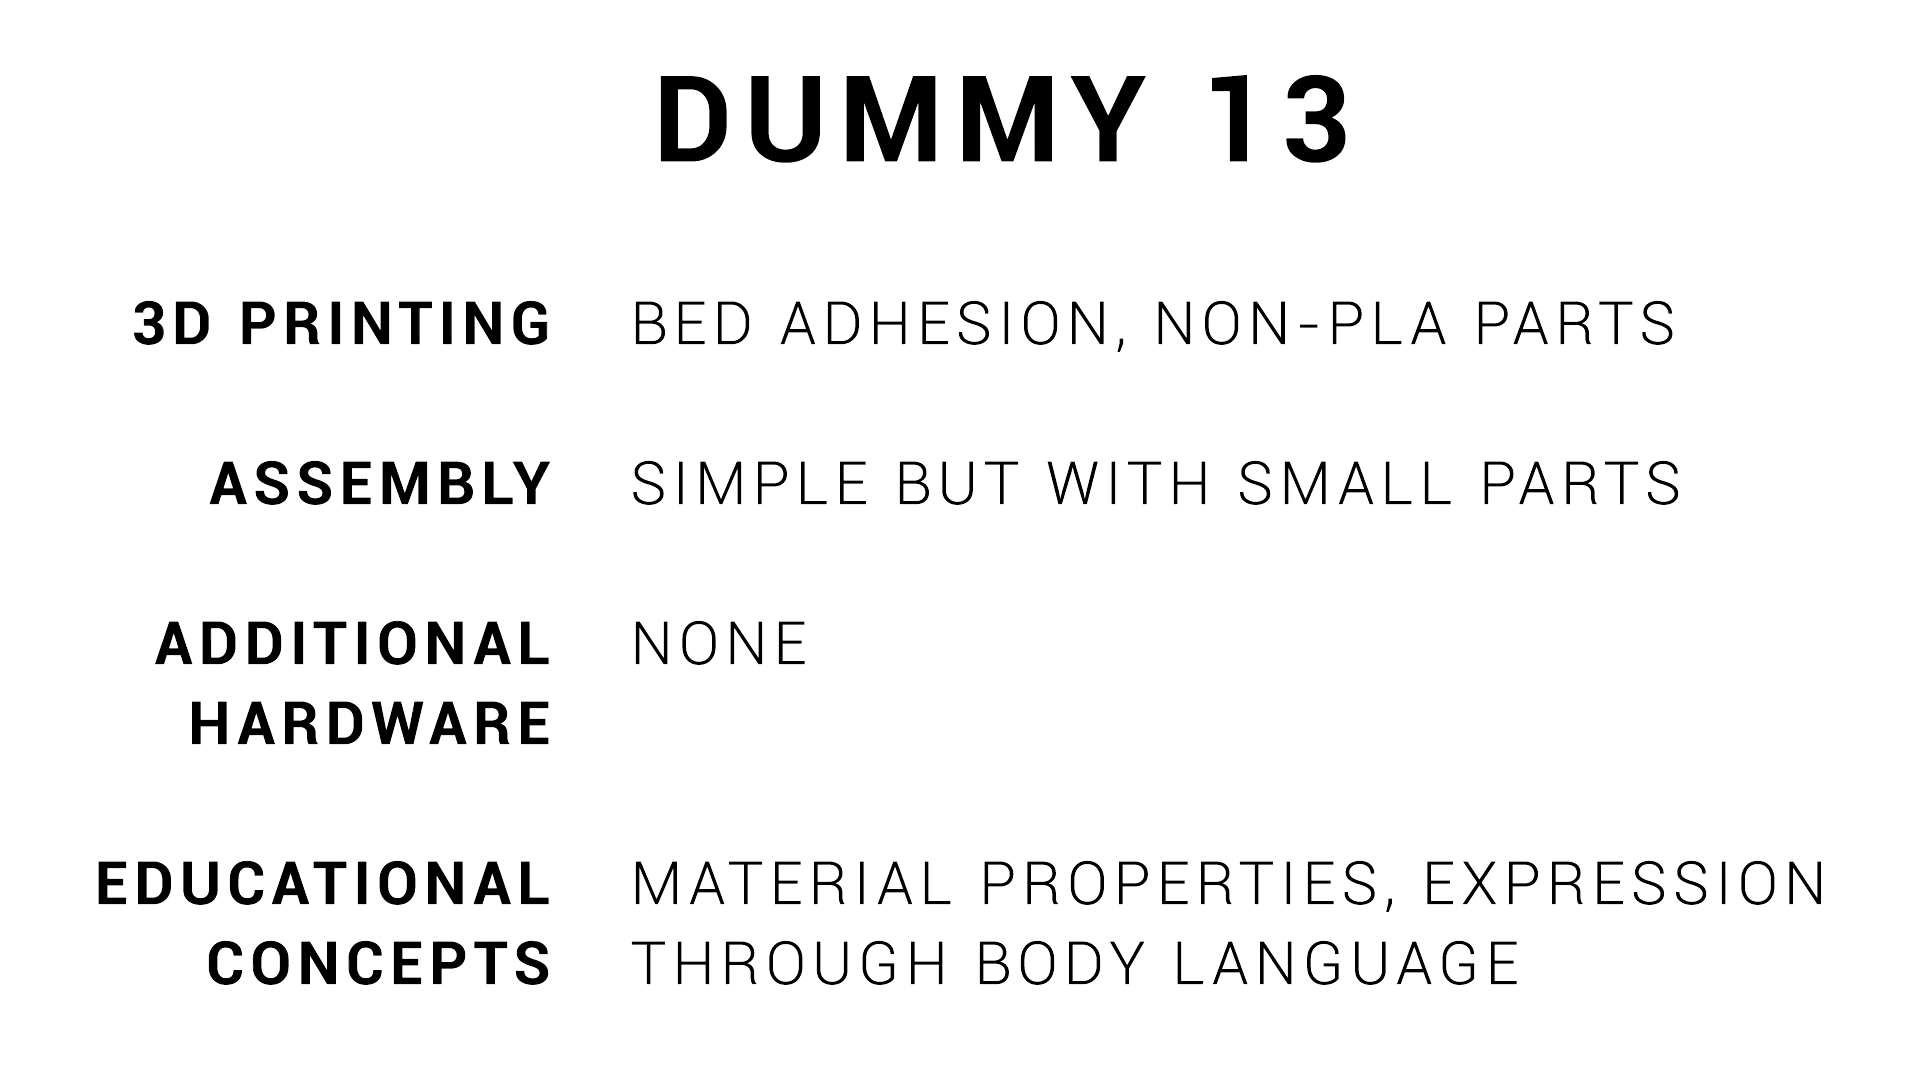 DUMMY 13
3D PRINTING BED ADHESION, NON-PLA PARTS
ASSEMBLY SIMPLE BUT WITH SMALL PARTS
ADDITIONAL HARDWARE NONE
EDUCATIONAL CONCEPTS MATERIAL PROPERTIES, EXPRESSION
THROUGH BODY LANGUAGE